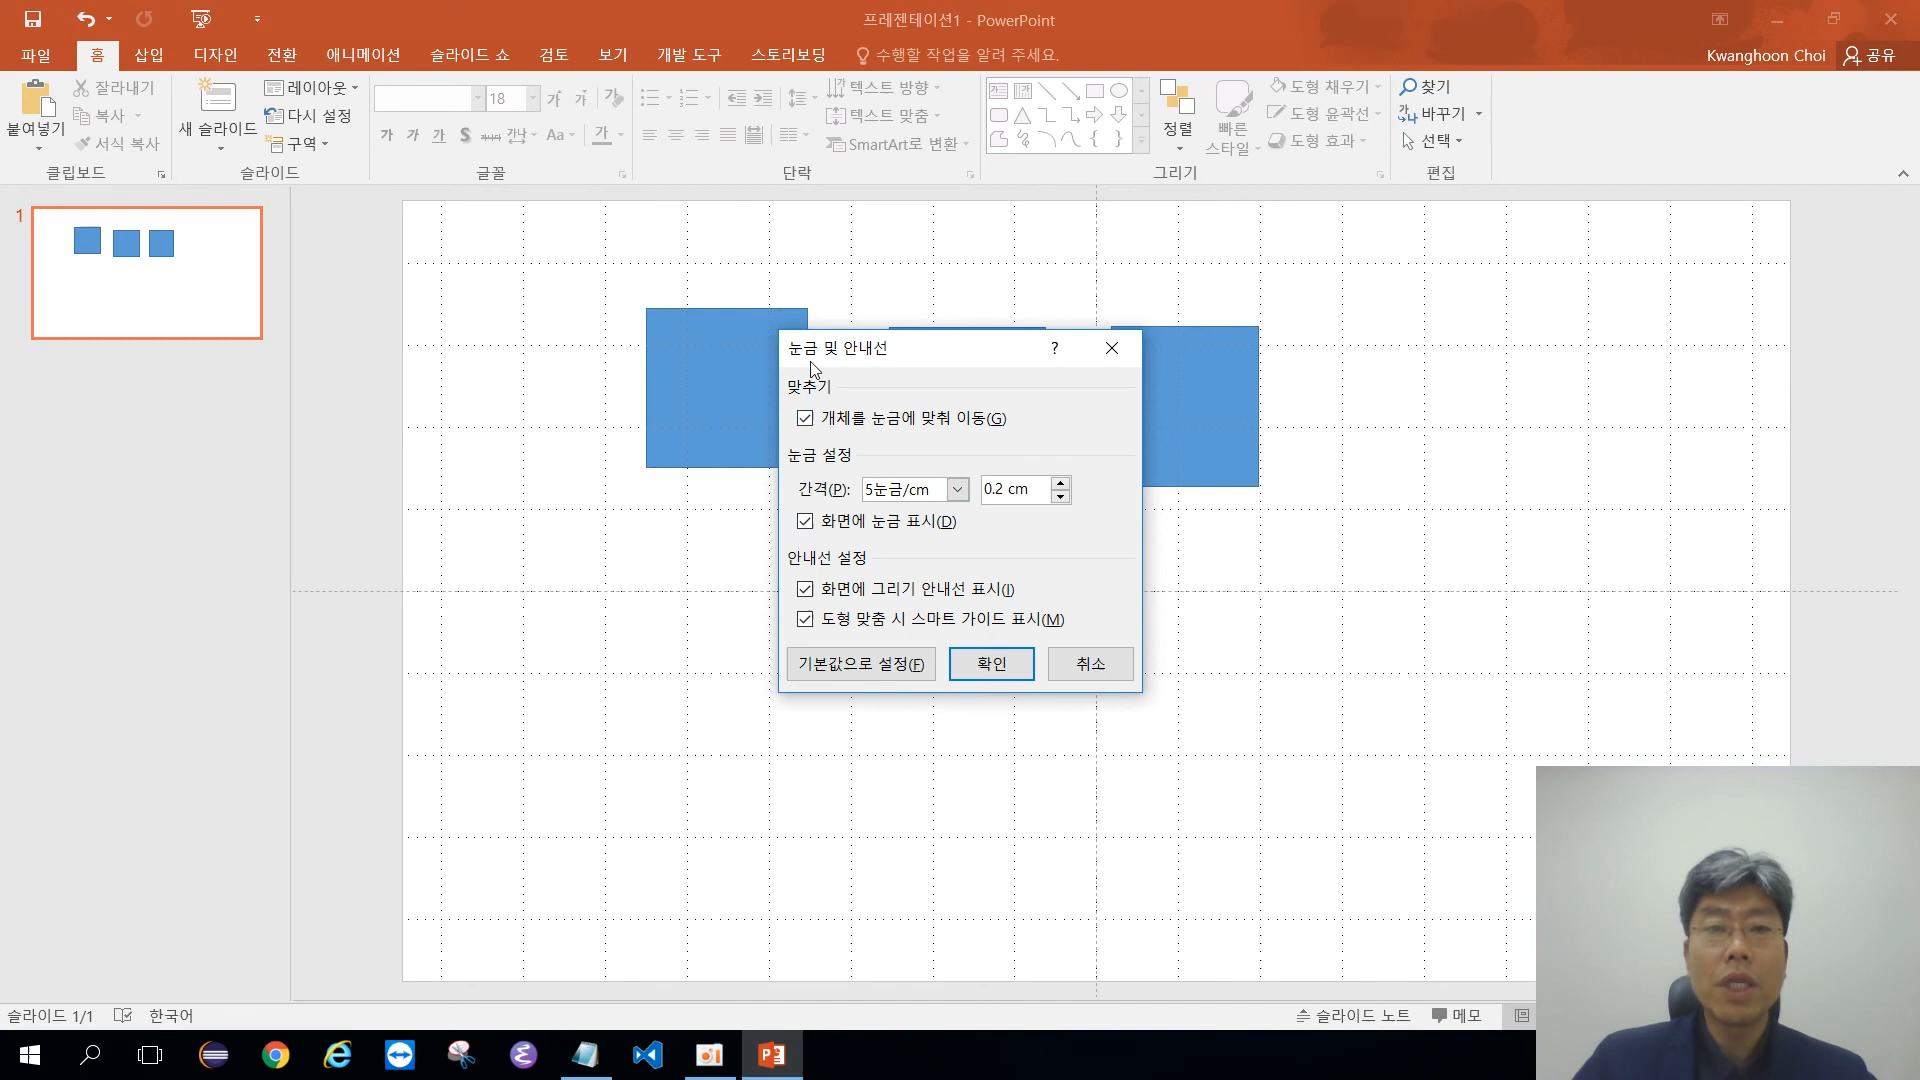 프레젠테이션1 - PowerPoint
파일 홈 삽입 디자인 전환 애니메이션 슬라이드 쇼 검토 보기 개발 도구 스토리보딩 수행할 작업을 알려 주세요. Kwanghoon Choi 공유
붙여넣기
잘라내기
복사
서식 복사
클립보드
새 슬라이드
레이아웃
다시 설정
구역
슬라이드
18
가 가 가 S 간 Aa 가
글꼴
텍스트 방향
텍스트 맞춤
SmartArt로 변환
단락
정렬
빠른 스타일
도형 채우기
도형 윤곽선
도형 효과
그리기
찾기
바꾸기
선택
편집
1
눈금 및 안내선 ?
맞추기
개체를 눈금에 맞춰 이동(G)
눈금 설정
간격(P): 5눈금/cm 0.2 cm
화면에 눈금 표시(D)
안내선 설정
화면에 그리기 안내선 표시(I)
도형 맞춤 시 스마트 가이드 표시(M)
기본값으로 설정(F) 확인 취소
슬라이드 1/1 한국어 슬라이드 노트 메모